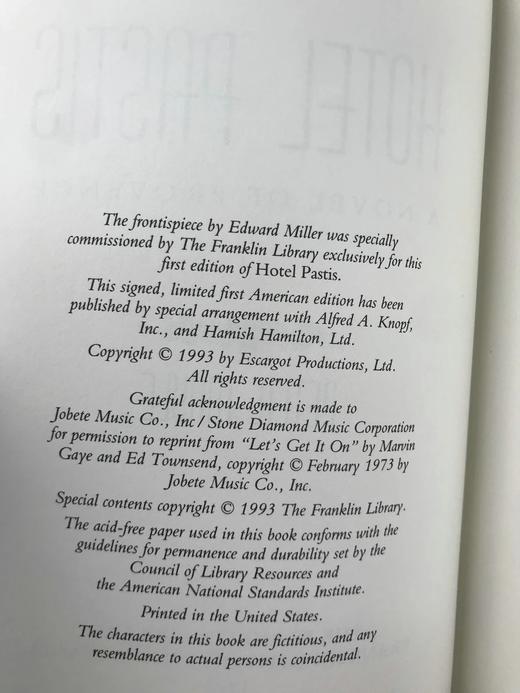 The frontispiece by Edward Miller was specially
commissioned by The Franklin Library exclusively for this
first edition of Hotel Pastis.
This signed, limited first American edition has been
published by special arrangement with Alfred A. Knopf,
Inc., and Hamish Hamilton, Ltd.
Copyright © 1993 by Escargot Productions, Ltd.
All rights reserved.
Grateful acknowledgment is made to
Jobete Music Co., Inc/Stone Diamond Music Corporation
for permission to reprint from “Let's Get It On” by Marvin
Gaye and Ed Townsend, copyright © February 1973 by
Jobete Music Co., Inc.
Special contents copyright © 1993 The Franklin Library.
The acid-free paper used in this book conforms with the
guidelines for permanence and durability set by the
Council of Library Resources and
the American National Standards Institute.
Printed in the United States.
The characters in this book are fictitious, and any
resemblance to actual persons is coincidental.
HOTEL PASTIS
A NOVEL OF PROVENCE